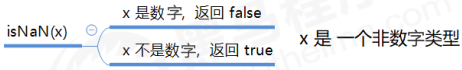 x 是数字，返回 false
isNaN(x)
x 不是数字，返回 true
x 是 一个非数字类型